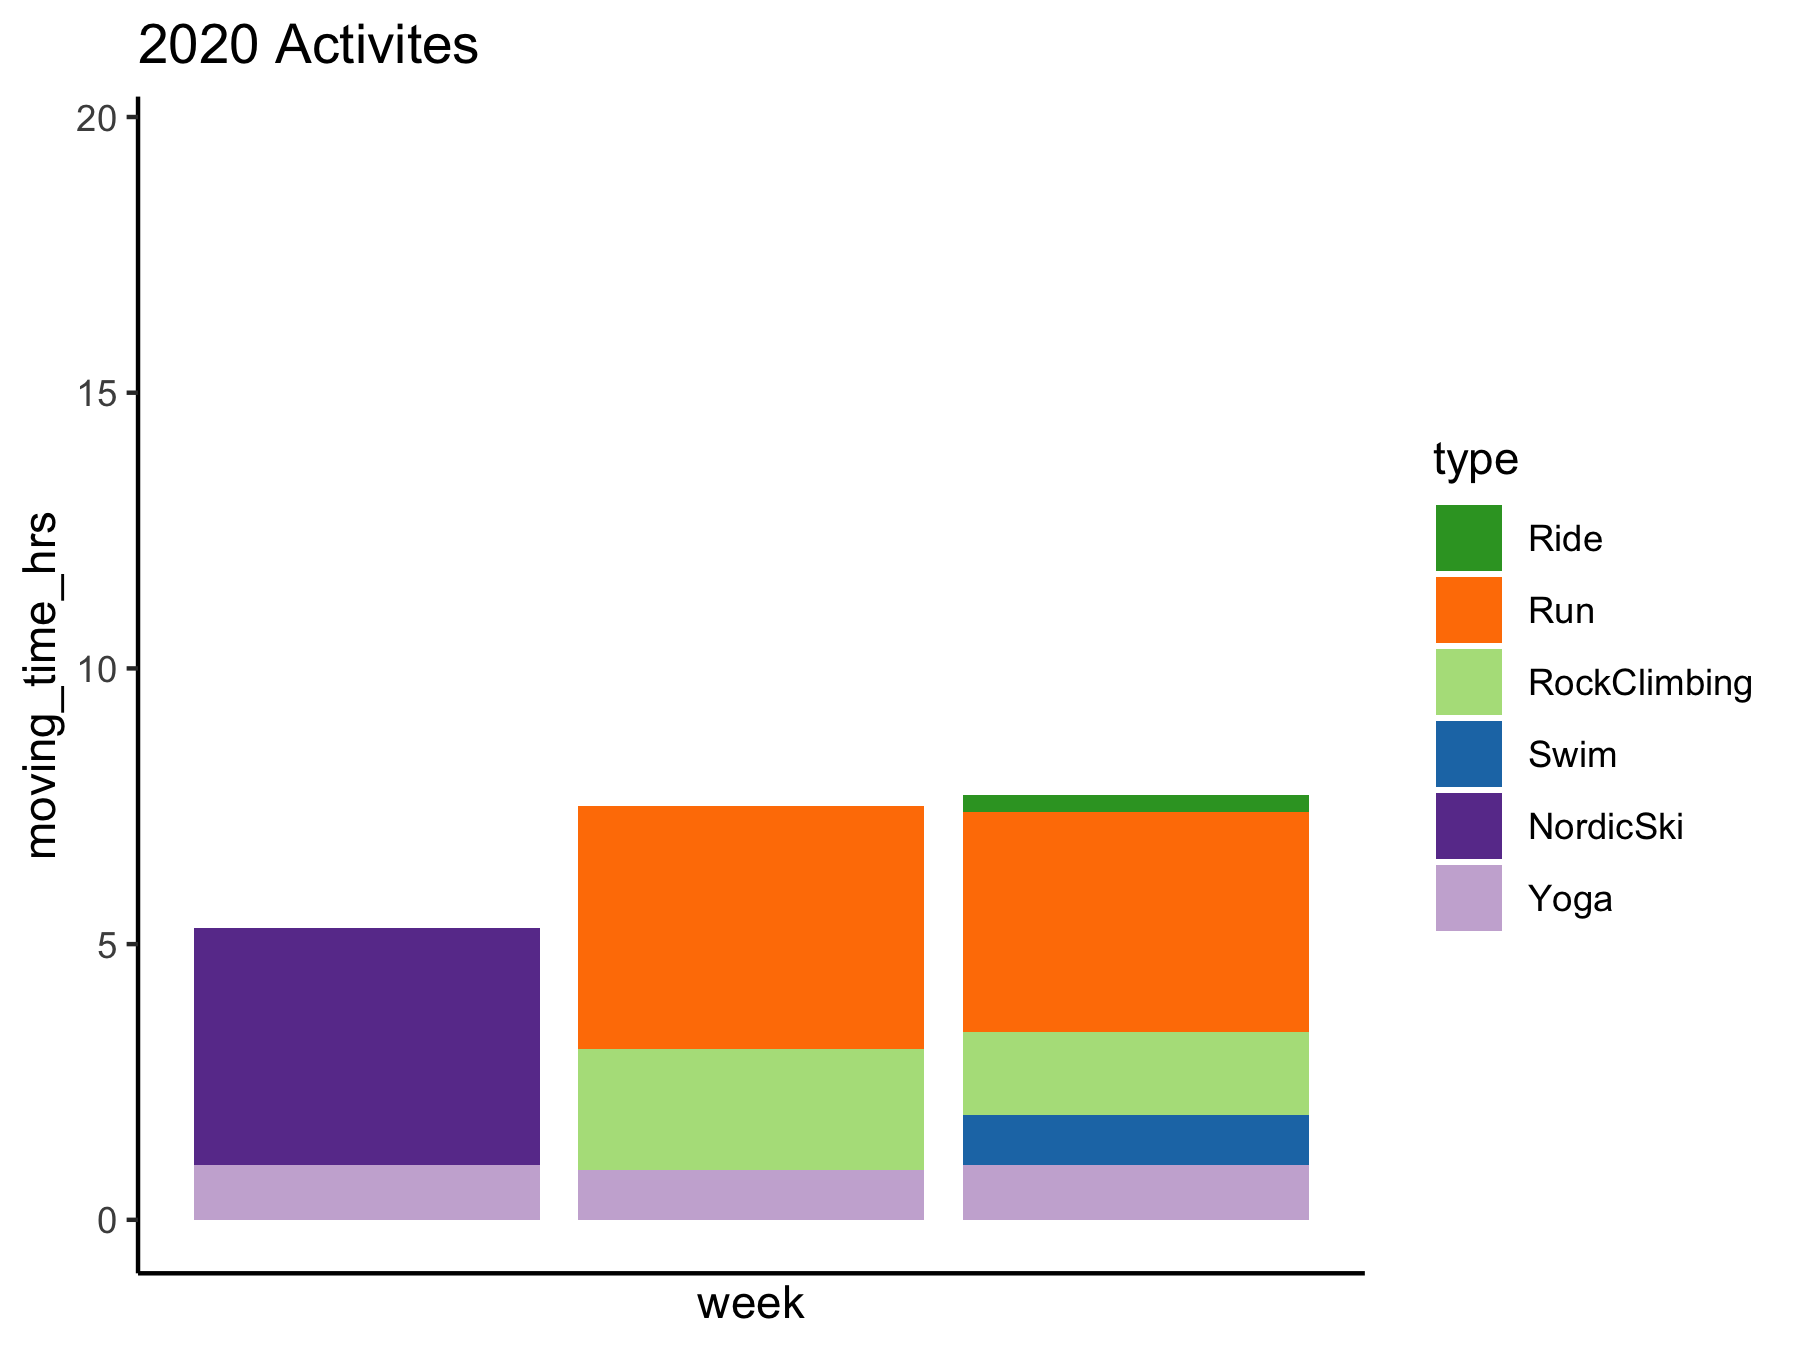 2020 Activites
20
15
10
5
0
moving_time_hrs
week
type
Ride
Run
RockClimbing
Swim
NordicSki
Yoga